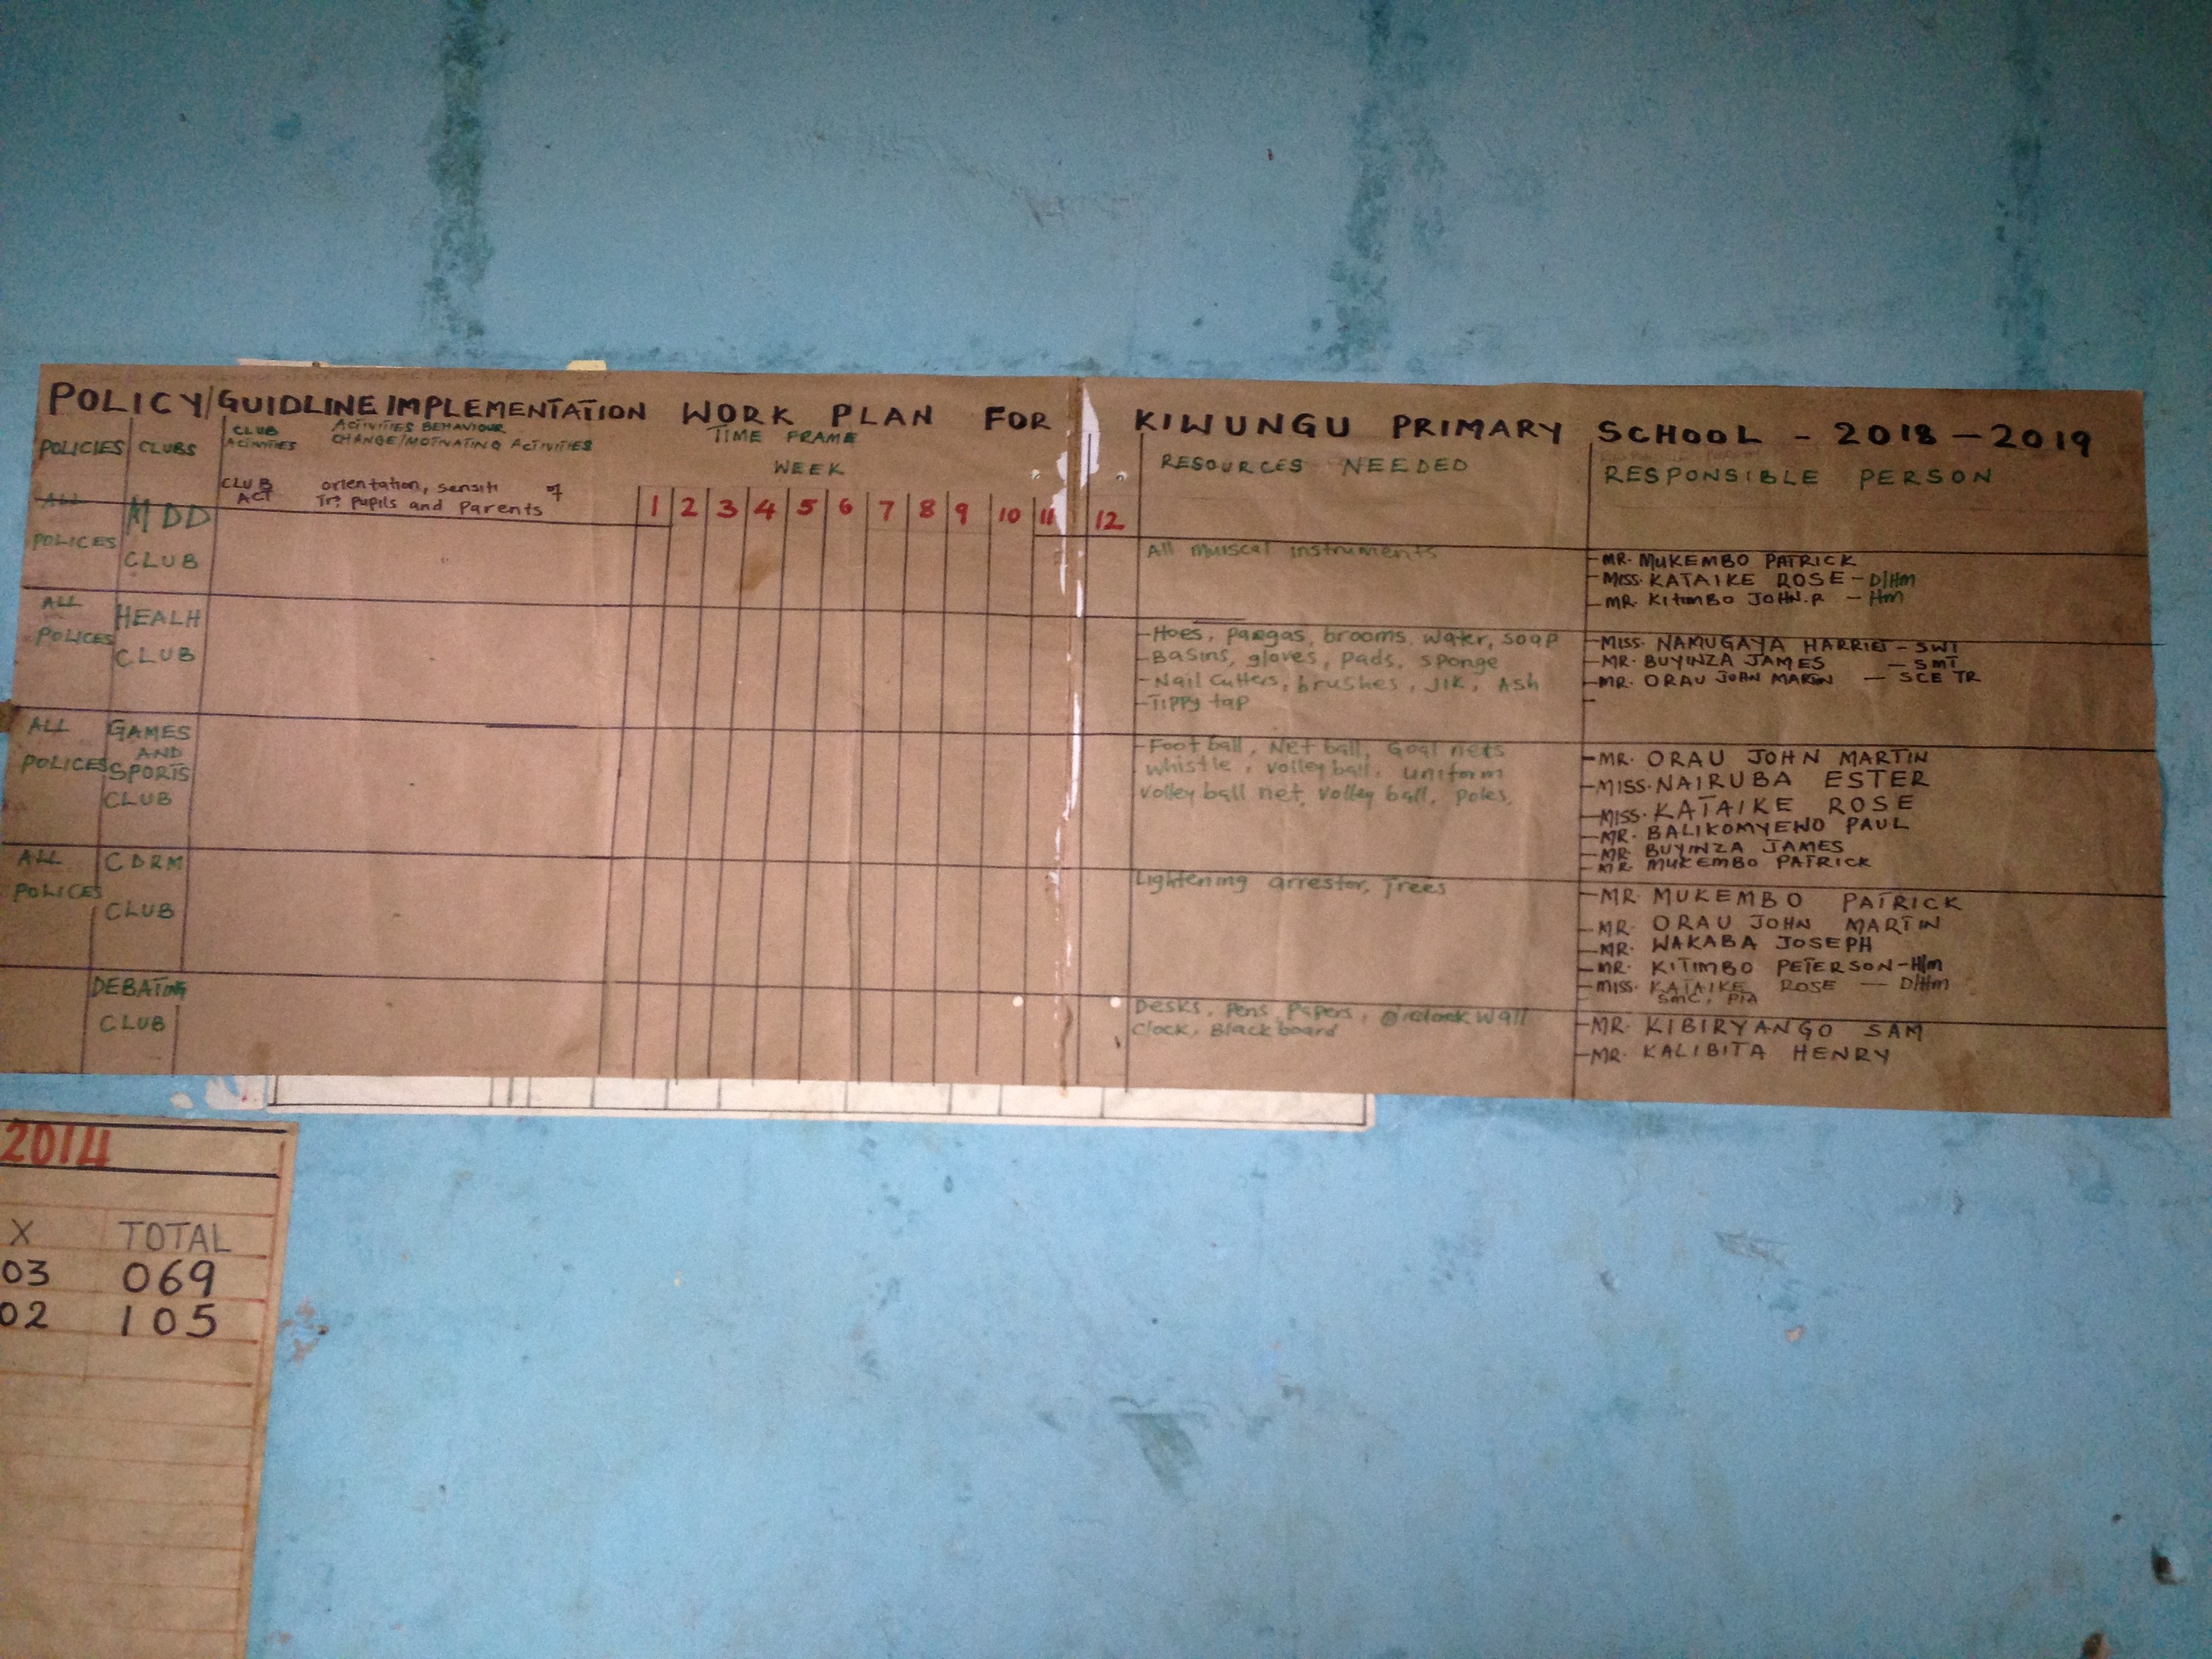 POLICY/GUIDLINE IMPLEMENTATION WORK PLAN FOR KIWUNGU PRIMARY SCHOOL - 2018 - 2019
POLICIES
CLUBS
CLUB
ACTIVITIES
ACTIVITIES BEHAVIOUR
CHANGE/MOTIVATING ACTIVITIES
TIME FRAME
WEEK
RESOURCES NEEDED
RESPONSIBLE PERSON
CLUB
ACT
orientation, sensiti of
Tr: pupils and Parents
1 2 3 4 5 6 7 8 9 10 11 12
ALL
POLICES
MDD
CLUB
All muiscal instruments
- MR. MUKEMBO PATRICK
- MISS. KATAIKE ROSE - D/Hm
- MR. KitimBO JOHN.P - Hm
ALL
POLICES
HEALH
CLUB
- Hoes, pangas, brooms, water, soap
- Basins, gloves, pads, sponge
- Nail Cutters, brushes, JIK, Ash
- Tippy tap
- MISS. NAMUGAYA HARRIET - SWT
- MR. BUYINZA JAMES - SMT
- MR. ORAU JOHN MARTIN - SCE TR
ALL
POLICES
GAMES
AND
SPORTS
CLUB
- Foot ball, Net ball, Goal nets
whistle, volley ball, uniform
volley ball net, volley ball, poles,
- MR. ORAU JOHN MARTIN
- MISS. NAIRUBA ESTER
- MISS. KATAIKE ROSE
- MR. BALIKOMYEWO PAUL
- MR. BUYINZA JAMES
- MR. MUKEMBO PATRICK
ALL
POLICES
CDRM
CLUB
Lightening arrestor, Trees
- MR. MUKEMBO PATRICK
- MR. ORAU JOHN MARTIN
- MR. WAKABA JOSEPH
- MR. KITIMBO PETERSON - H/m
- MISS. KATAIKE ROSE - D/Hm
SMC, PTA
DEBATING
CLUB
Desks, Pens, Papers, wall
Clock, Black board
- MR. KIBIRYANGO SAM
- MR. KALIBITA HENRY
2014
X TOTAL
03 069
02 105